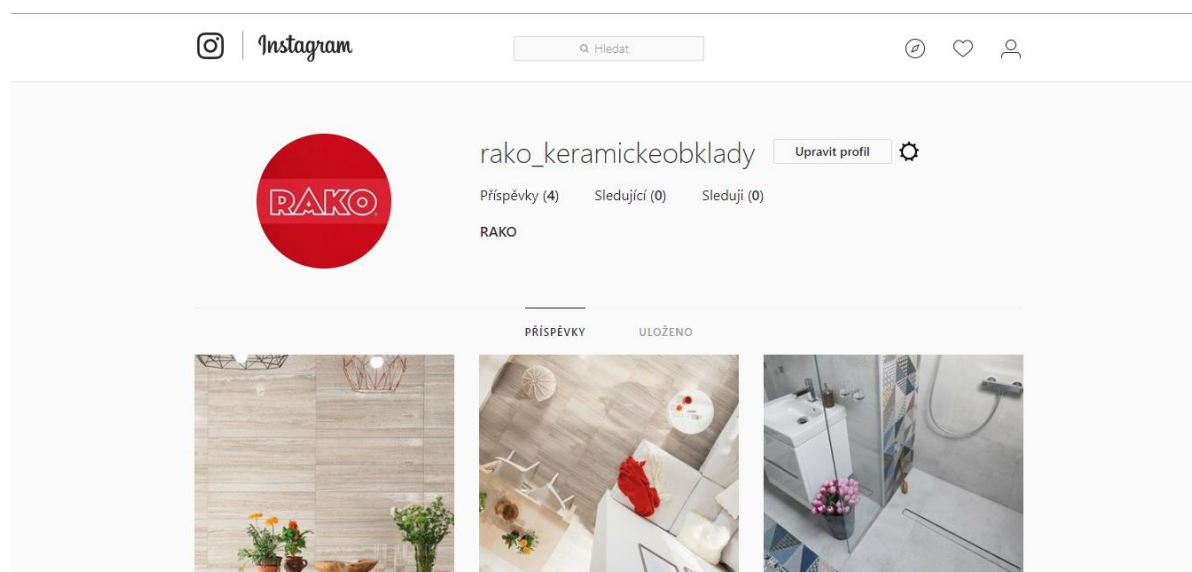 Instagram
Hledat
rako_keramickeobklady Upravit profil
RAKO
Příspěvky (4) Sledující (0) Sleduji (0)
RAKO
PŘÍSPĚVKY ULOŽENO